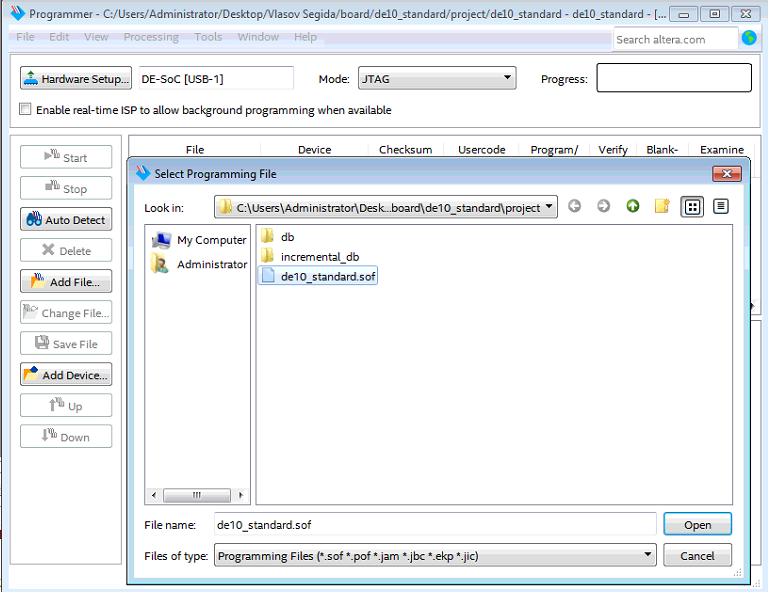 Programmer - C:/Users/Administrator/Desktop/Vlasov Segida/board/de10_standard/project/de10_standard - de10_standard - [...
File Edit View Processing Tools Window Help
Search altera.com
Hardware Setup... DE-SoC [USB-1] Mode: JTAG Progress:
Enable real-time ISP to allow background programming when available
Start
Stop
Auto Detect
Delete
Add File...
Change File...
Save File
Add Device...
Up
Down
File Device Checksum Usercode Program/ Verify Blank- Examine
Select Programming File
Look in: C:\Users\Administrator\Desk...board\de10_standard\project
My Computer
Administrator
db
incremental_db
de10_standard.sof
File name: de10_standard.sof Open
Files of type: Programming Files (*.sof *.pof *.jam *.jbc *.ekp *.jic) Cancel